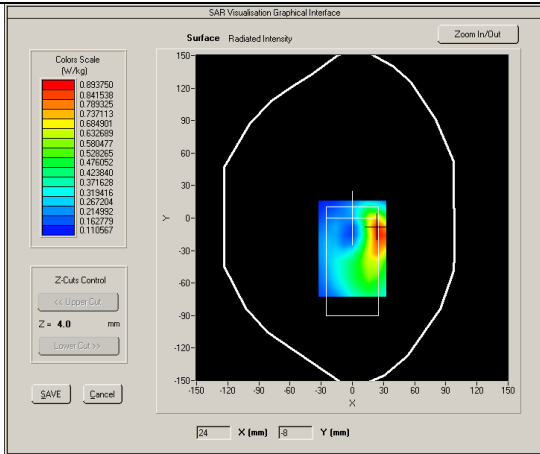 SAR Visualisation Graphical Interface
Surface Radiated Intensity
Zoom In/Out
Colors Scale
(W/kg)
0.893750
0.841538
0.789325
0.737113
0.684901
0.632689
0.580477
0.528265
0.476052
0.423840
0.371628
0.319416
0.267204
0.214992
0.162779
0.110567
Z-Cuts Control
<< Upper Cut
Z = 4.0 mm
Lower Cut >>
SAVE
Cancel
150
120
90
60
30
0
-30
-60
-90
-120
-150
Y
-150 -120 -90 -60 -30 0 30 60 90 120 150
X
24 X (mm) -8 Y (mm)